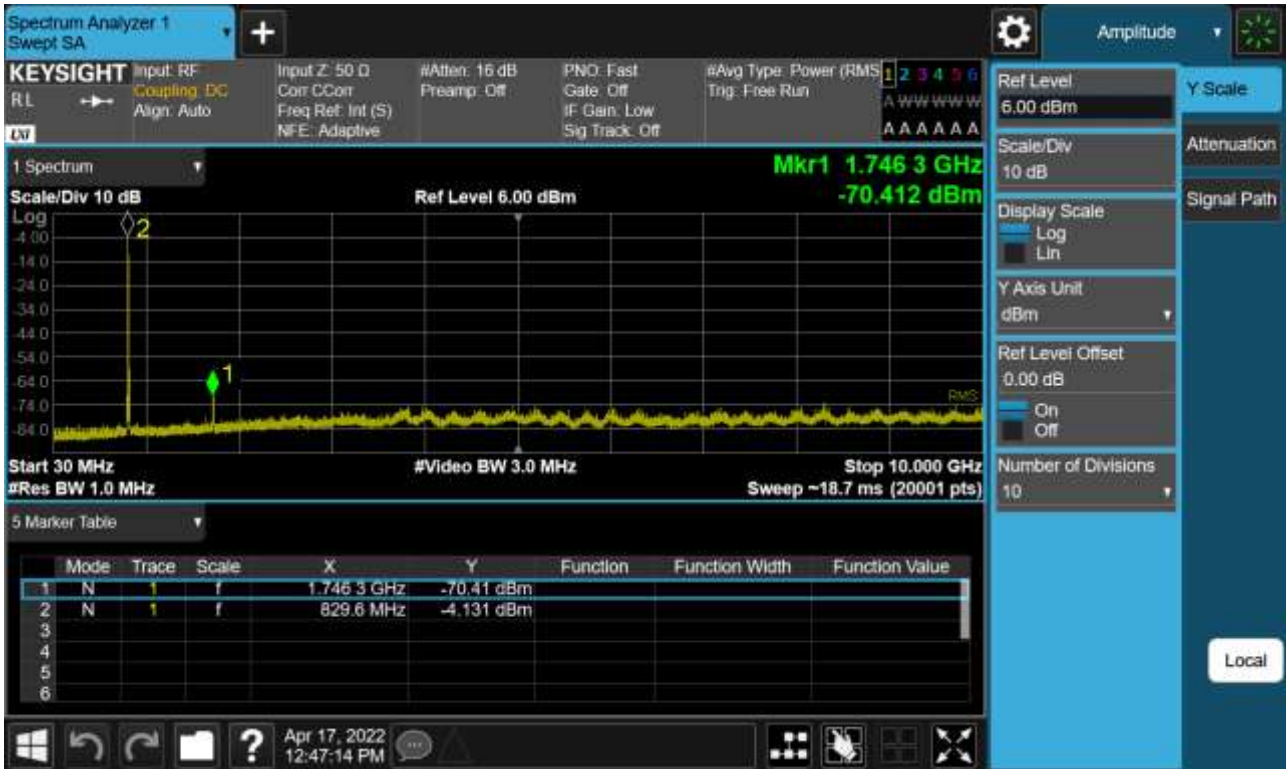 Spectrum Analyzer 1
Swept SA
Amplitude
KEYSIGHT
RL
LXI
Input: RF
Coupling: DC
Align: Auto
Input Z: 50 Ω
Corr CCorr
Freq Ref: Int (S)
NFE: Adaptive
#Atten: 16 dB
Preamp: Off
PNO: Fast
Gate: Off
IF Gain: Low
Sig Track: Off
#Avg Type: Power (RMS
Trig: Free Run
1 2 3 4 5 6
A W W W W W
A A A A A A
1 Spectrum
Scale/Div 10 dB
Log
Ref Level 6.00 dBm
Mkr1 1.746 3 GHz
-70.412 dBm
-4.00
-14.0
-24.0
-34.0
-44.0
-54.0
-64.0
-74.0
-84.0
2
1
RMS
Start 30 MHz
#Res BW 1.0 MHz
#Video BW 3.0 MHz
Stop 10.000 GHz
Sweep ~18.7 ms (20001 pts)
5 Marker Table
Mode Trace Scale X Y Function Function Width Function Value
1 N 1 f 1.746 3 GHz -70.41 dBm
2 N 1 f 829.6 MHz -4.131 dBm
3
4
5
6
Ref Level
6.00 dBm
Scale/Div
10 dB
Display Scale
Log
Lin
Y Axis Unit
dBm
Ref Level Offset
0.00 dB
On
Off
Number of Divisions
10
Y Scale
Attenuation
Signal Path
Local
?
Apr 17, 2022
12:47:14 PM